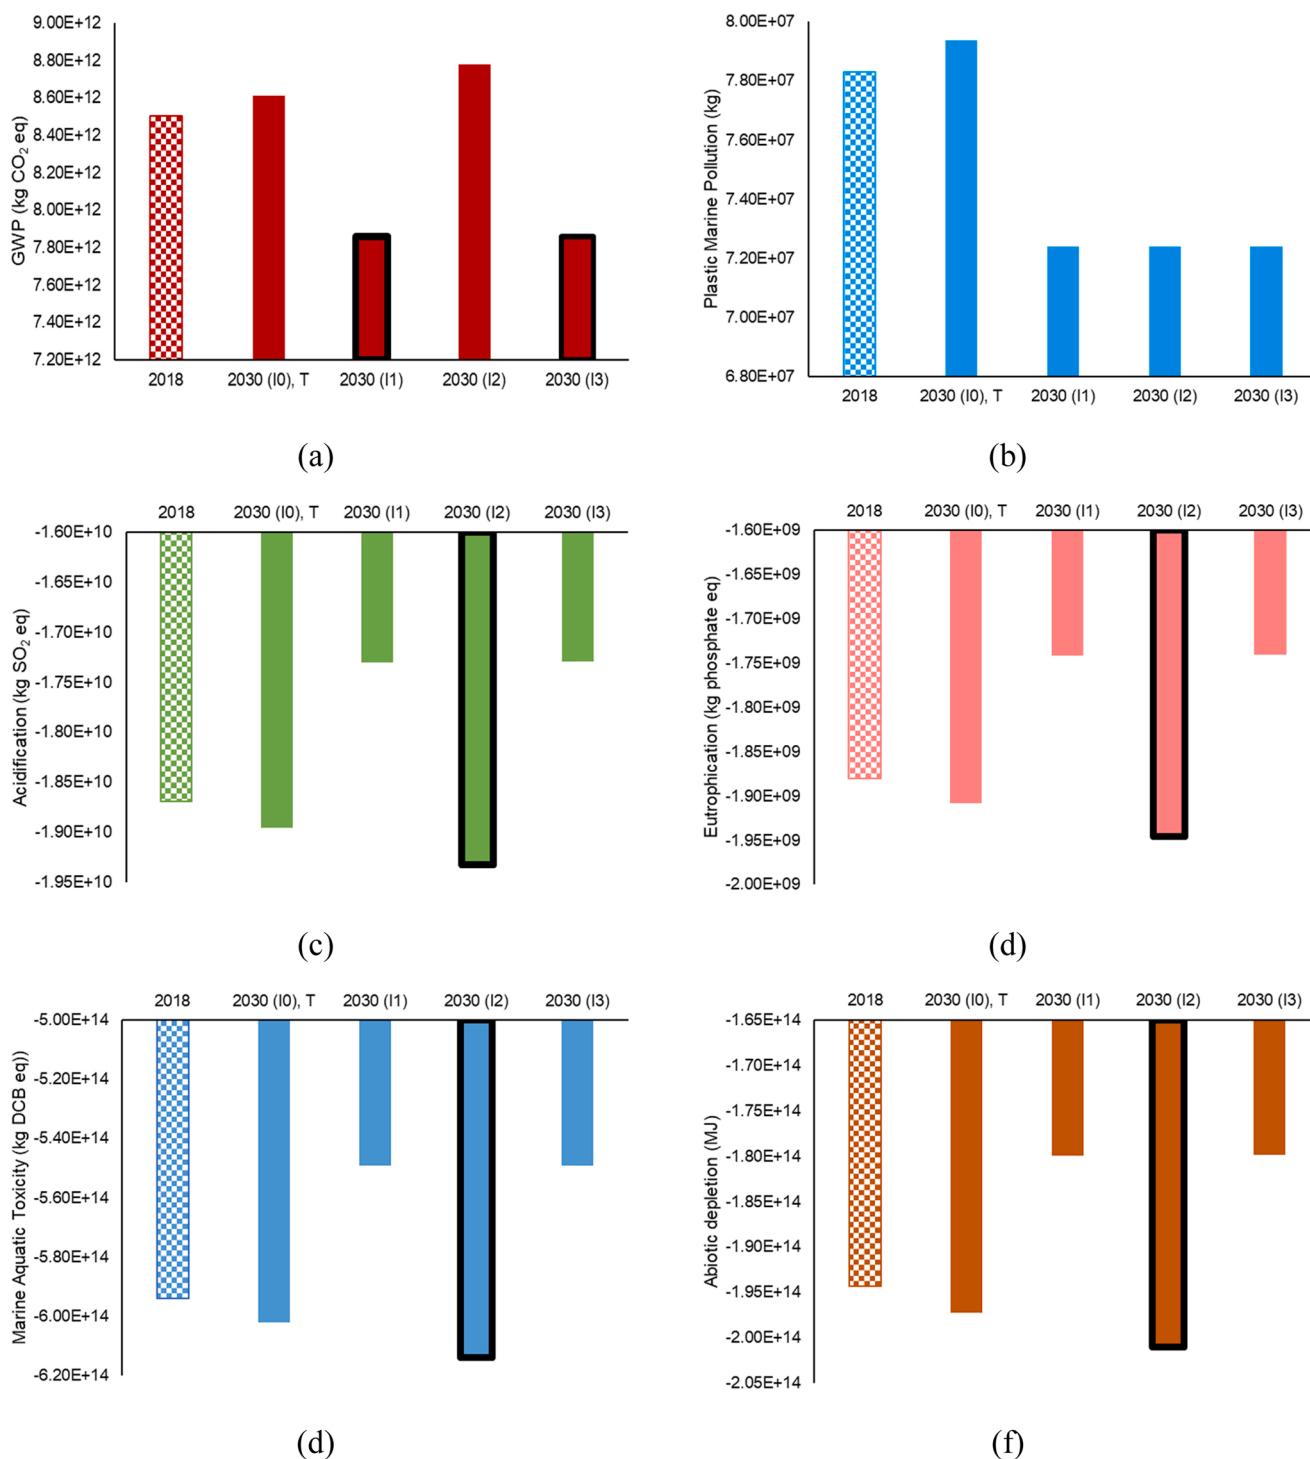 GWP (kg CO₂ eq)
9.00E+12
8.80E+12
8.60E+12
8.40E+12
8.20E+12
8.00E+12
7.80E+12
7.60E+12
7.40E+12
7.20E+12
2018
2030 (I0), T
2030 (I1)
2030 (I2)
2030 (I3)
(a)
Plastic Marine Pollution (kg)
8.00E+07
7.80E+07
7.60E+07
7.40E+07
7.20E+07
7.00E+07
6.80E+07
2018
2030 (I0), T
2030 (I1)
2030 (I2)
2030 (I3)
(b)
Acidification (kg SO₂ eq)
2018
2030 (I0), T
2030 (I1)
2030 (I2)
2030 (I3)
-1.60E+10
-1.65E+10
-1.70E+10
-1.75E+10
-1.80E+10
-1.85E+10
-1.90E+10
-1.95E+10
(c)
Eutrophication (kg phosphate eq)
2018
2030 (I0), T
2030 (I1)
2030 (I2)
2030 (I3)
-1.60E+09
-1.65E+09
-1.70E+09
-1.75E+09
-1.80E+09
-1.85E+09
-1.90E+09
-1.95E+09
-2.00E+09
(d)
Marine Aquatic Toxicity (kg DCB eq))
2018
2030 (I0), T
2030 (I1)
2030 (I2)
2030 (I3)
-5.00E+14
-5.20E+14
-5.40E+14
-5.60E+14
-5.80E+14
-6.00E+14
-6.20E+14
(d)
Abiotic depletion (MJ)
2018
2030 (I0), T
2030 (I1)
2030 (I2)
2030 (I3)
-1.65E+14
-1.70E+14
-1.75E+14
-1.80E+14
-1.85E+14
-1.90E+14
-1.95E+14
-2.00E+14
-2.05E+14
(f)